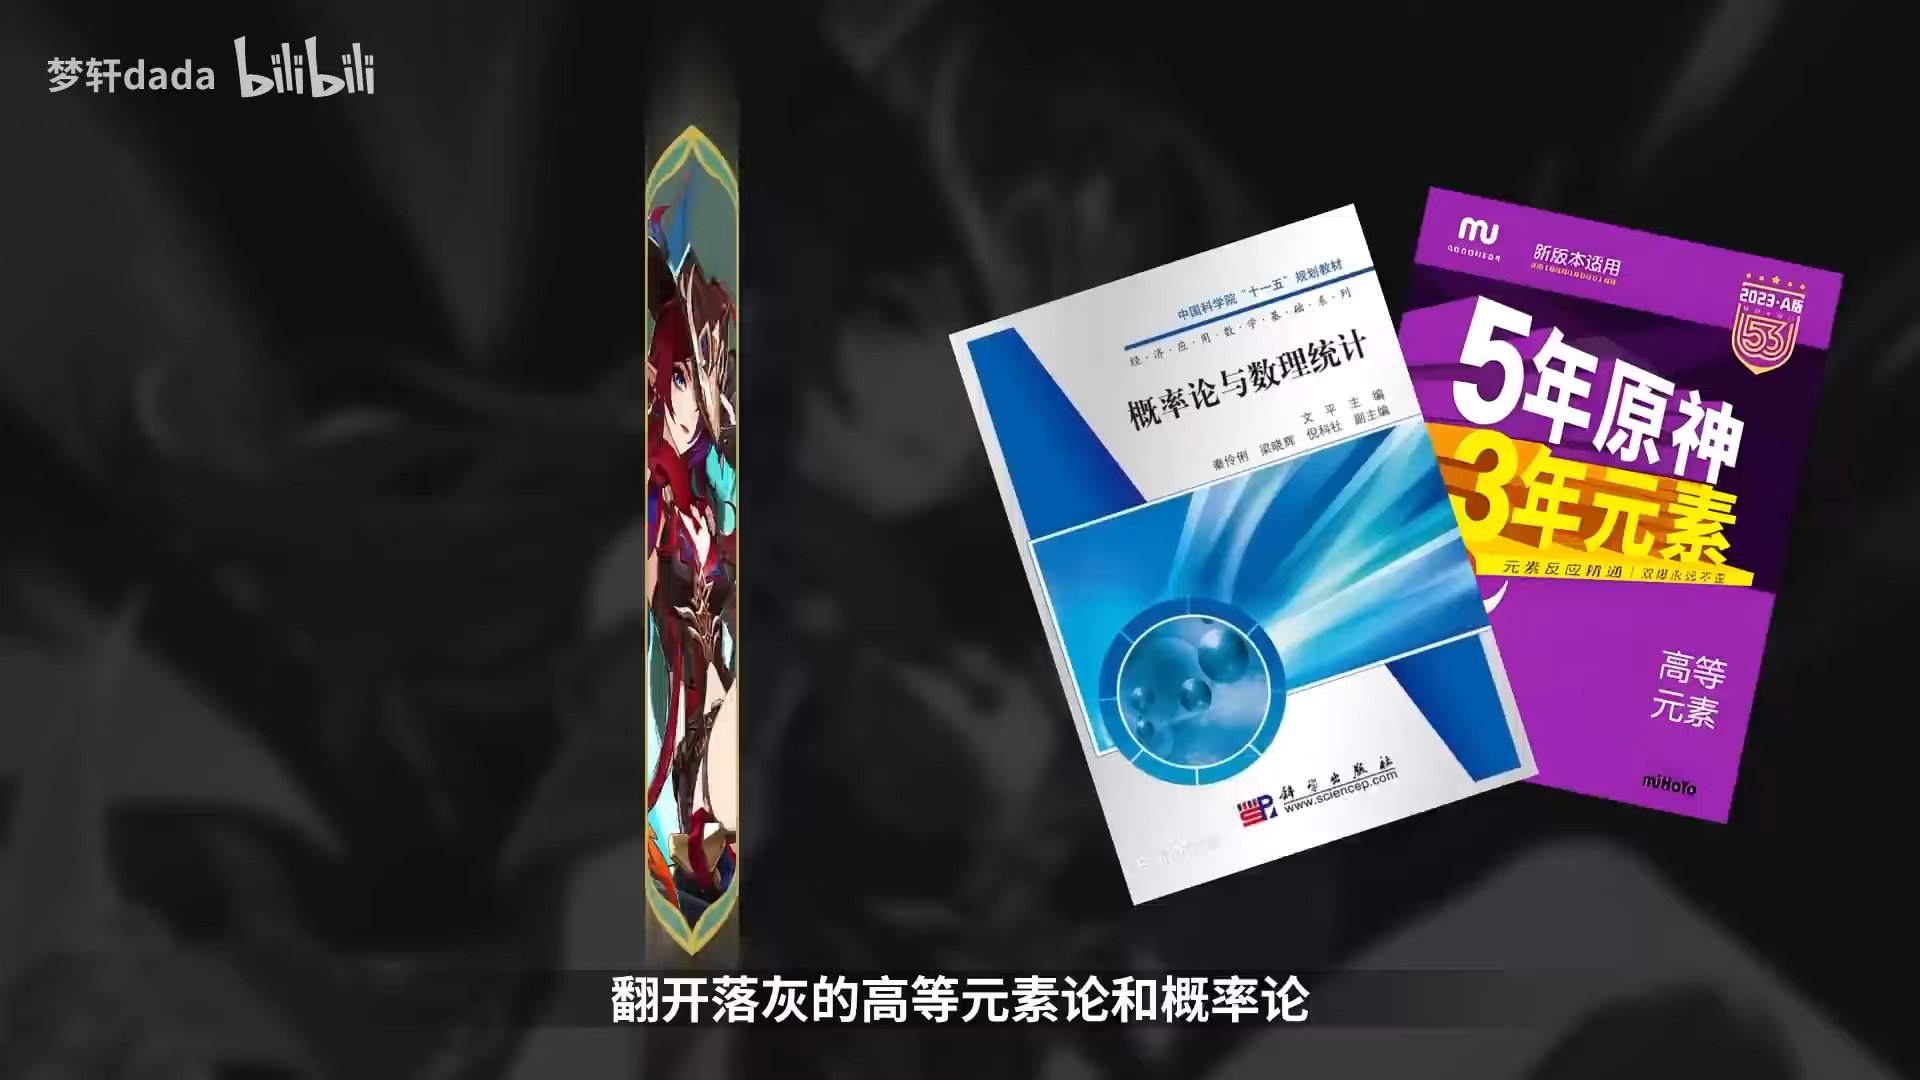 梦轩dada bilibili
中国科学院“十一五”规划教材
经·济·应·用·数·学·基·础·系·列
概率论与数理统计
文 平 主 编
秦伶俐 梁晓辉 倪科社 副主编
科学出版社
www.sciencep.com
新版本适用
2023·A版
53
5年原神
3年元素
元素反应精通
高等
元素
miHoYo
翻开落灰的高等元素论和概率论